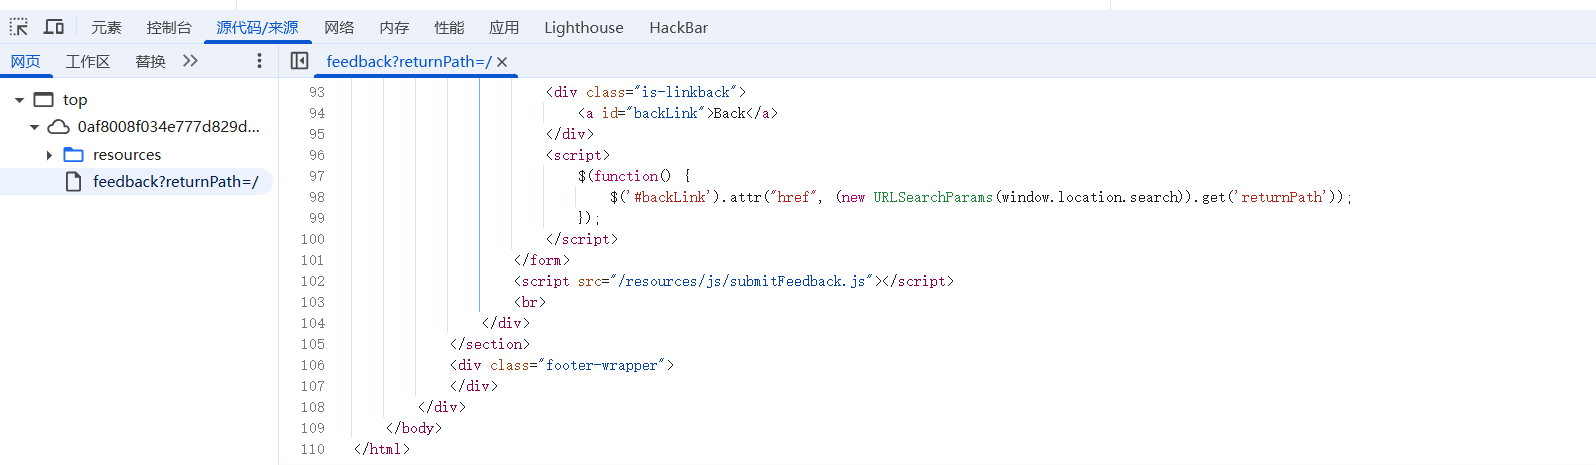 元素 控制台 源代码/来源 网络 内存 性能 应用 Lighthouse HackBar
网页 工作区 替换 feedback?returnPath=/
top
0af8008f034e777d829d...
resources
feedback?returnPath=/
93 <div class="is-linkback">
94 <a id="backLink">Back</a>
95 </div>
96 <script>
97 $(function() {
98 $('#backLink').attr("href", (new URLSearchParams(window.location.search)).get('returnPath'));
99 });
100 </script>
101 </form>
102 <script src="/resources/js/submitFeedback.js"></script>
103 <br>
104 </div>
105 </section>
106 <div class="footer-wrapper">
107 </div>
108 </div>
109 </body>
110 </html>